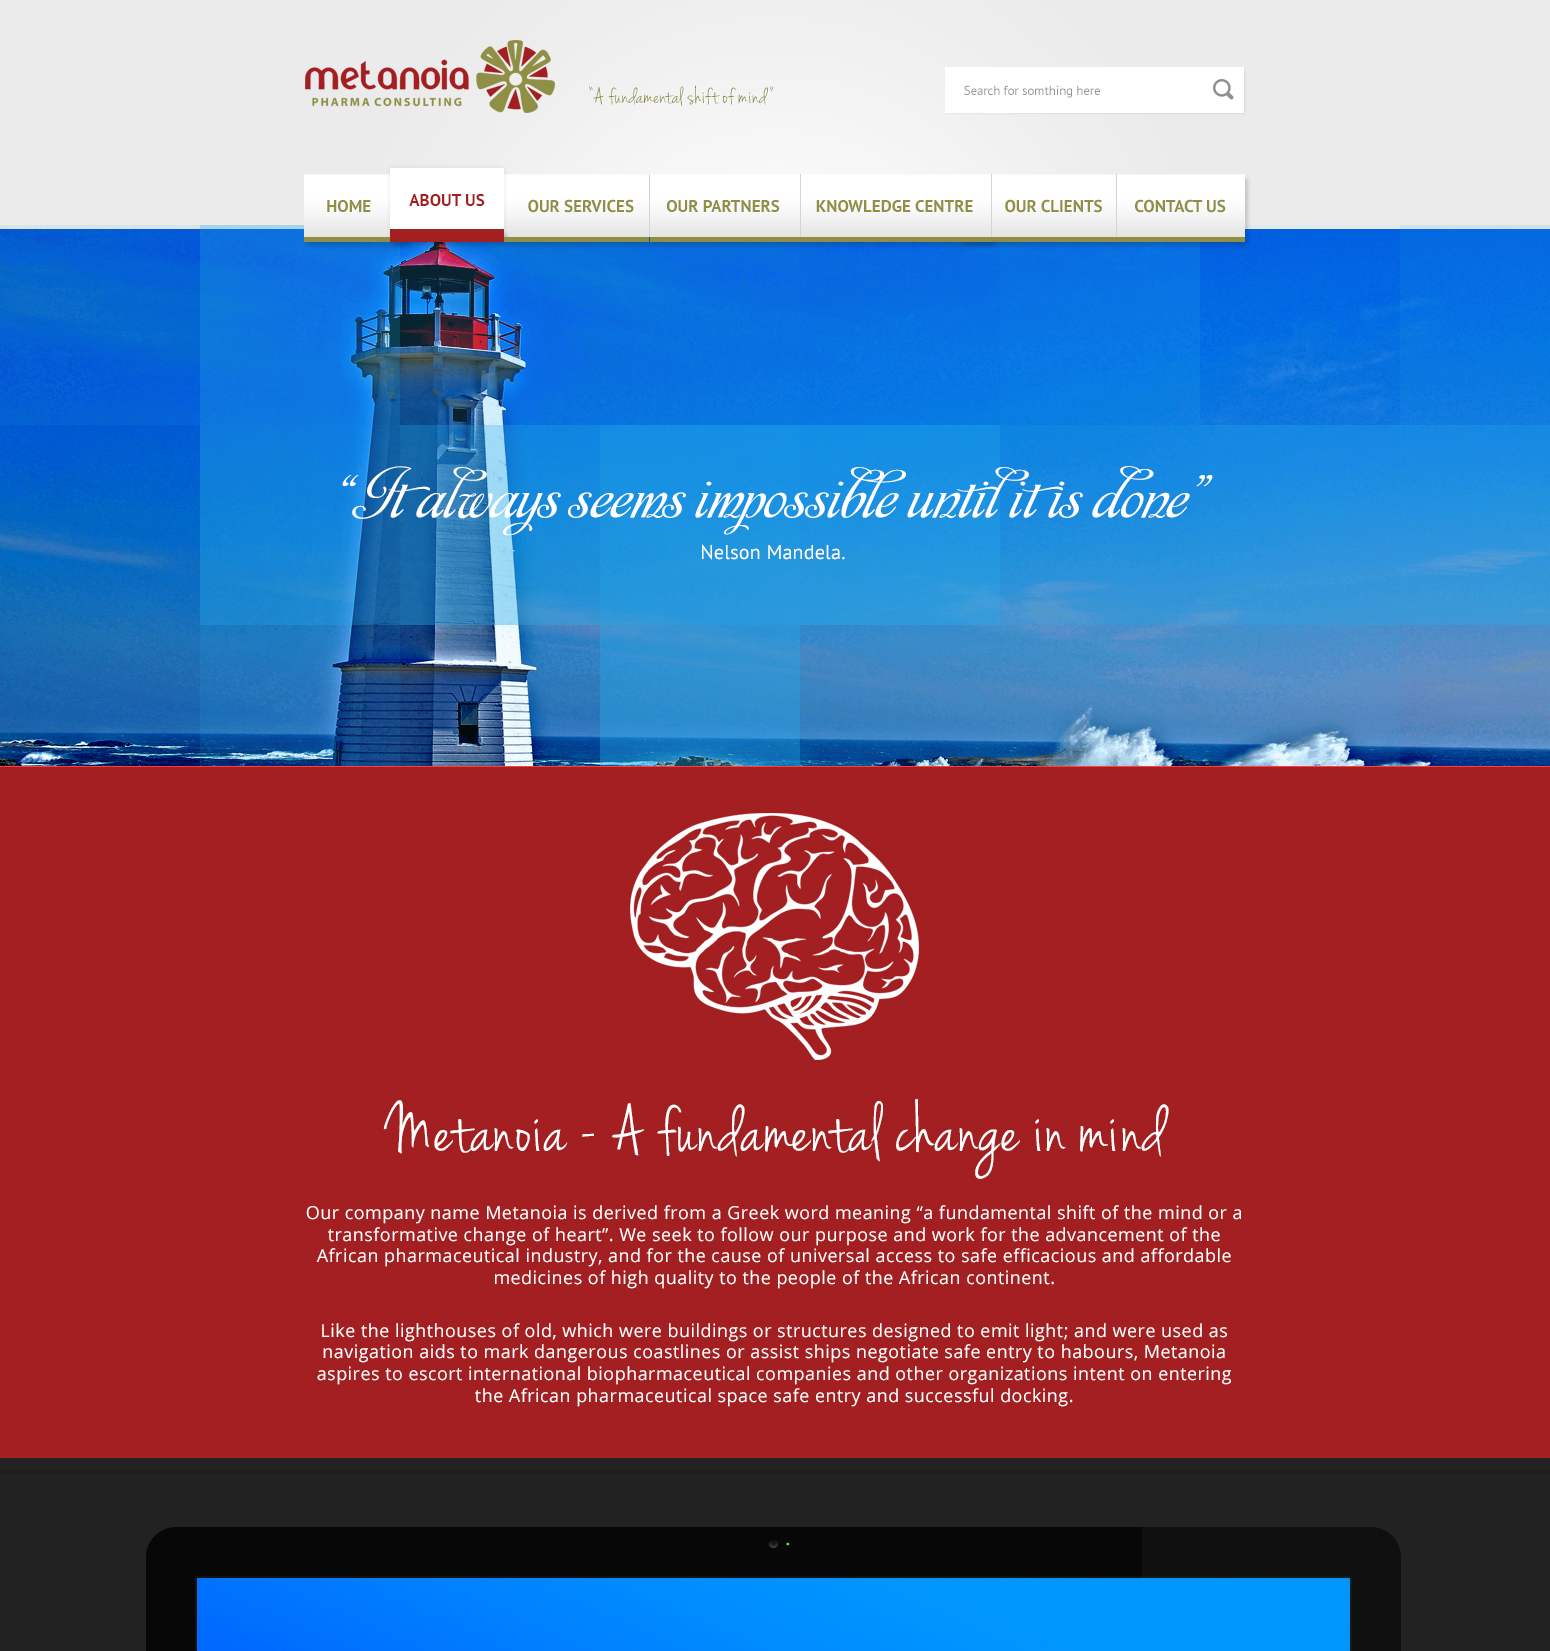 metanoia
PHARMA CONSULTING
"A fundamental shift of mind"
Search for somthing here
HOME
ABOUT US
OUR SERVICES
OUR PARTNERS
KNOWLEDGE CENTRE
OUR CLIENTS
CONTACT US
“It always seems impossible until it is done”
Nelson Mandela.
Metanoia - A fundamental change in mind
Our company name Metanoia is derived from a Greek word meaning “a fundamental shift of the mind or a
transformative change of heart”. We seek to follow our purpose and work for the advancement of the
African pharmaceutical industry, and for the cause of universal access to safe efficacious and affordable
medicines of high quality to the people of the African continent.
Like the lighthouses of old, which were buildings or structures designed to emit light; and were used as
navigation aids to mark dangerous coastlines or assist ships negotiate safe entry to habours, Metanoia
aspires to escort international biopharmaceutical companies and other organizations intent on entering
the African pharmaceutical space safe entry and successful docking.